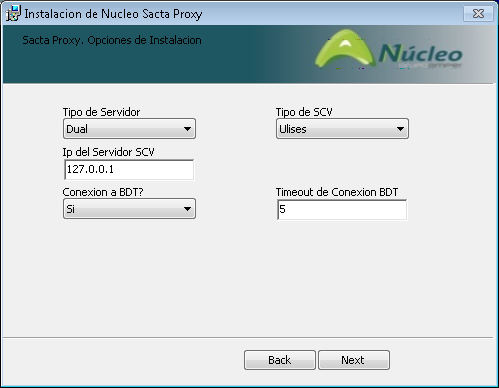 Instalacion de Nucleo Sacta Proxy
Sacta Proxy. Opciones de Instalacion
Núcleo
Tipo de Servidor
Tipo de SCV
Dual
Ulises
Ip del Servidor SCV
127.0.0.1
Conexion a BDT?
Timeout de Conexion BDT
Si
5
Back
Next